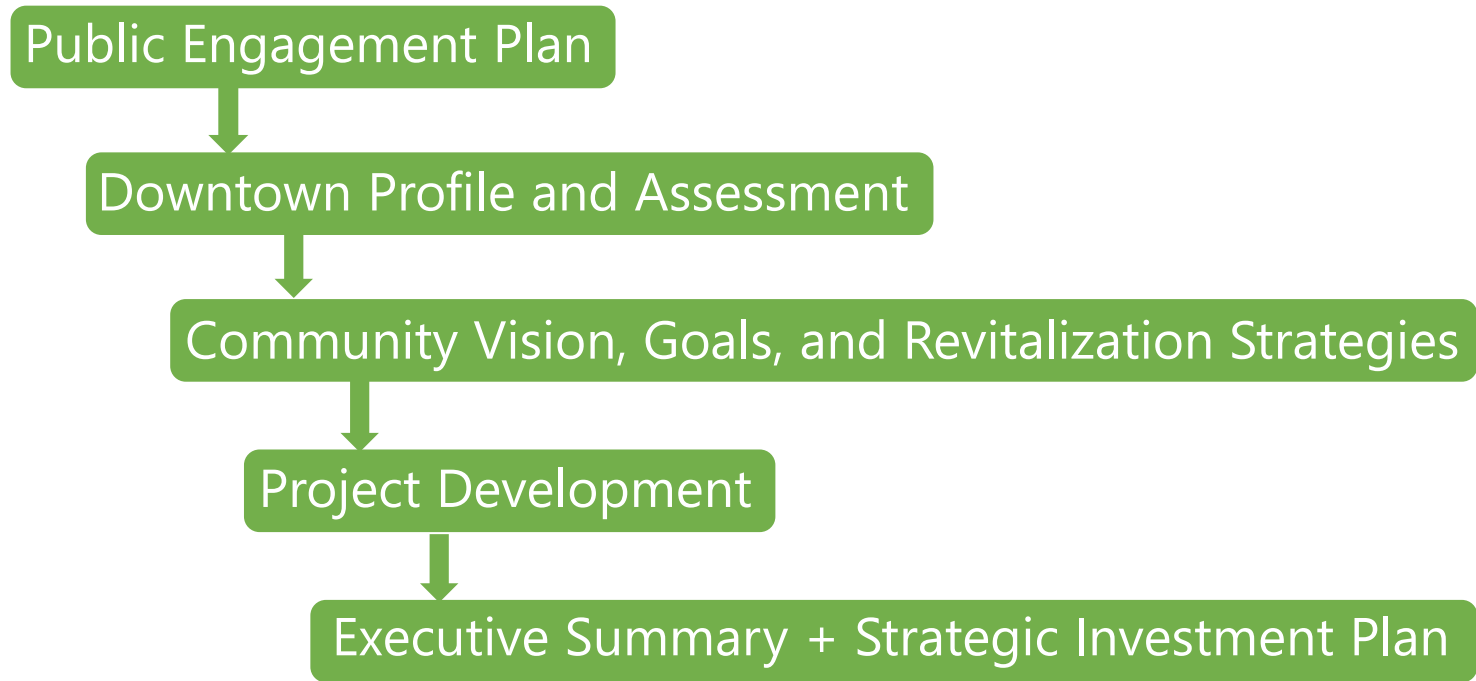 Public Engagement Plan
Downtown Profile and Assessment
Community Vision, Goals, and Revitalization Strategies
Project Development
Executive Summary + Strategic Investment Plan